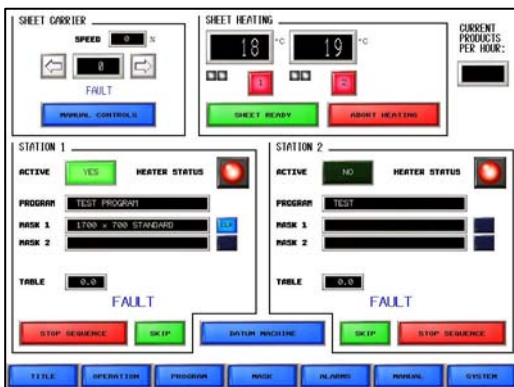 SHEET CARRIER
SPEED 0 %
0
FAULT
MANUAL CONTROLS
SHEET HEATING
18 °C 19 °C
1 2
SHEET READY ABORT HEATING
CURRENT
PRODUCTS
PER HOUR:
STATION 1
ACTIVE YES HEATER STATUS
PROGRAM TEST PROGRAM
MASK 1 1700 x 700 STANDARD
MASK 2
TABLE 0.0
FAULT
STOP SEQUENCE SKIP
DATUM MACHINE
STATION 2
ACTIVE NO HEATER STATUS
PROGRAM TEST
MASK 1
MASK 2
TABLE 0.0
FAULT
SKIP STOP SEQUENCE
TITLE OPERATION PROGRAM MASK ALARMS MANUAL SYSTEM